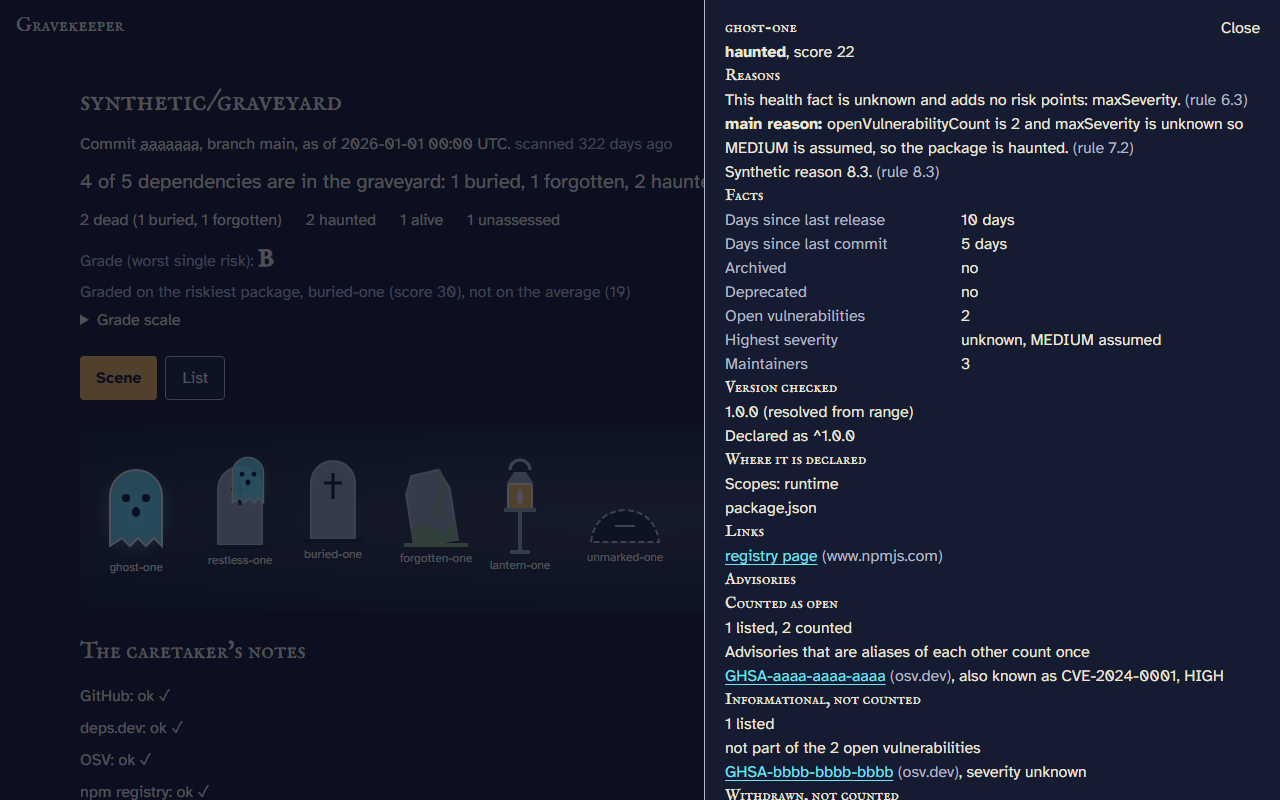 Gravekeeper
synthetic/graveyard
Commit aaaaaaa, branch main, as of 2026-01-01 00:00 UTC. scanned 322 days ago
4 of 5 dependencies are in the graveyard: 1 buried, 1 forgotten, 2 haunte
2 dead (1 buried, 1 forgotten) 2 haunted 1 alive 1 unassessed
Grade (worst single risk): B
Graded on the riskiest package, buried-one (score 30), not on the average (19)
▶ Grade scale
Scene List
ghost-one
restless-one
buried-one
forgotten-one
lantern-one
unmarked-one
The caretaker's notes
GitHub: ok ✓
deps.dev: ok ✓
OSV: ok ✓
npm registry: ok ✓
ghost-one Close
haunted, score 22
Reasons
This health fact is unknown and adds no risk points: maxSeverity. (rule 6.3)
main reason: openVulnerabilityCount is 2 and maxSeverity is unknown so
MEDIUM is assumed, so the package is haunted. (rule 7.2)
Synthetic reason 8.3. (rule 8.3)
Facts
Days since last release 10 days
Days since last commit 5 days
Archived no
Deprecated no
Open vulnerabilities 2
Highest severity unknown, MEDIUM assumed
Maintainers 3
Version checked
1.0.0 (resolved from range)
Declared as ^1.0.0
Where it is declared
Scopes: runtime
package.json
Links
registry page (www.npmjs.com)
Advisories
Counted as open
1 listed, 2 counted
Advisories that are aliases of each other count once
GHSA-aaaa-aaaa-aaaa (osv.dev), also known as CVE-2024-0001, HIGH
Informational, not counted
1 listed
not part of the 2 open vulnerabilities
GHSA-bbbb-bbbb-bbbb (osv.dev), severity unknown
Withdrawn, not counted